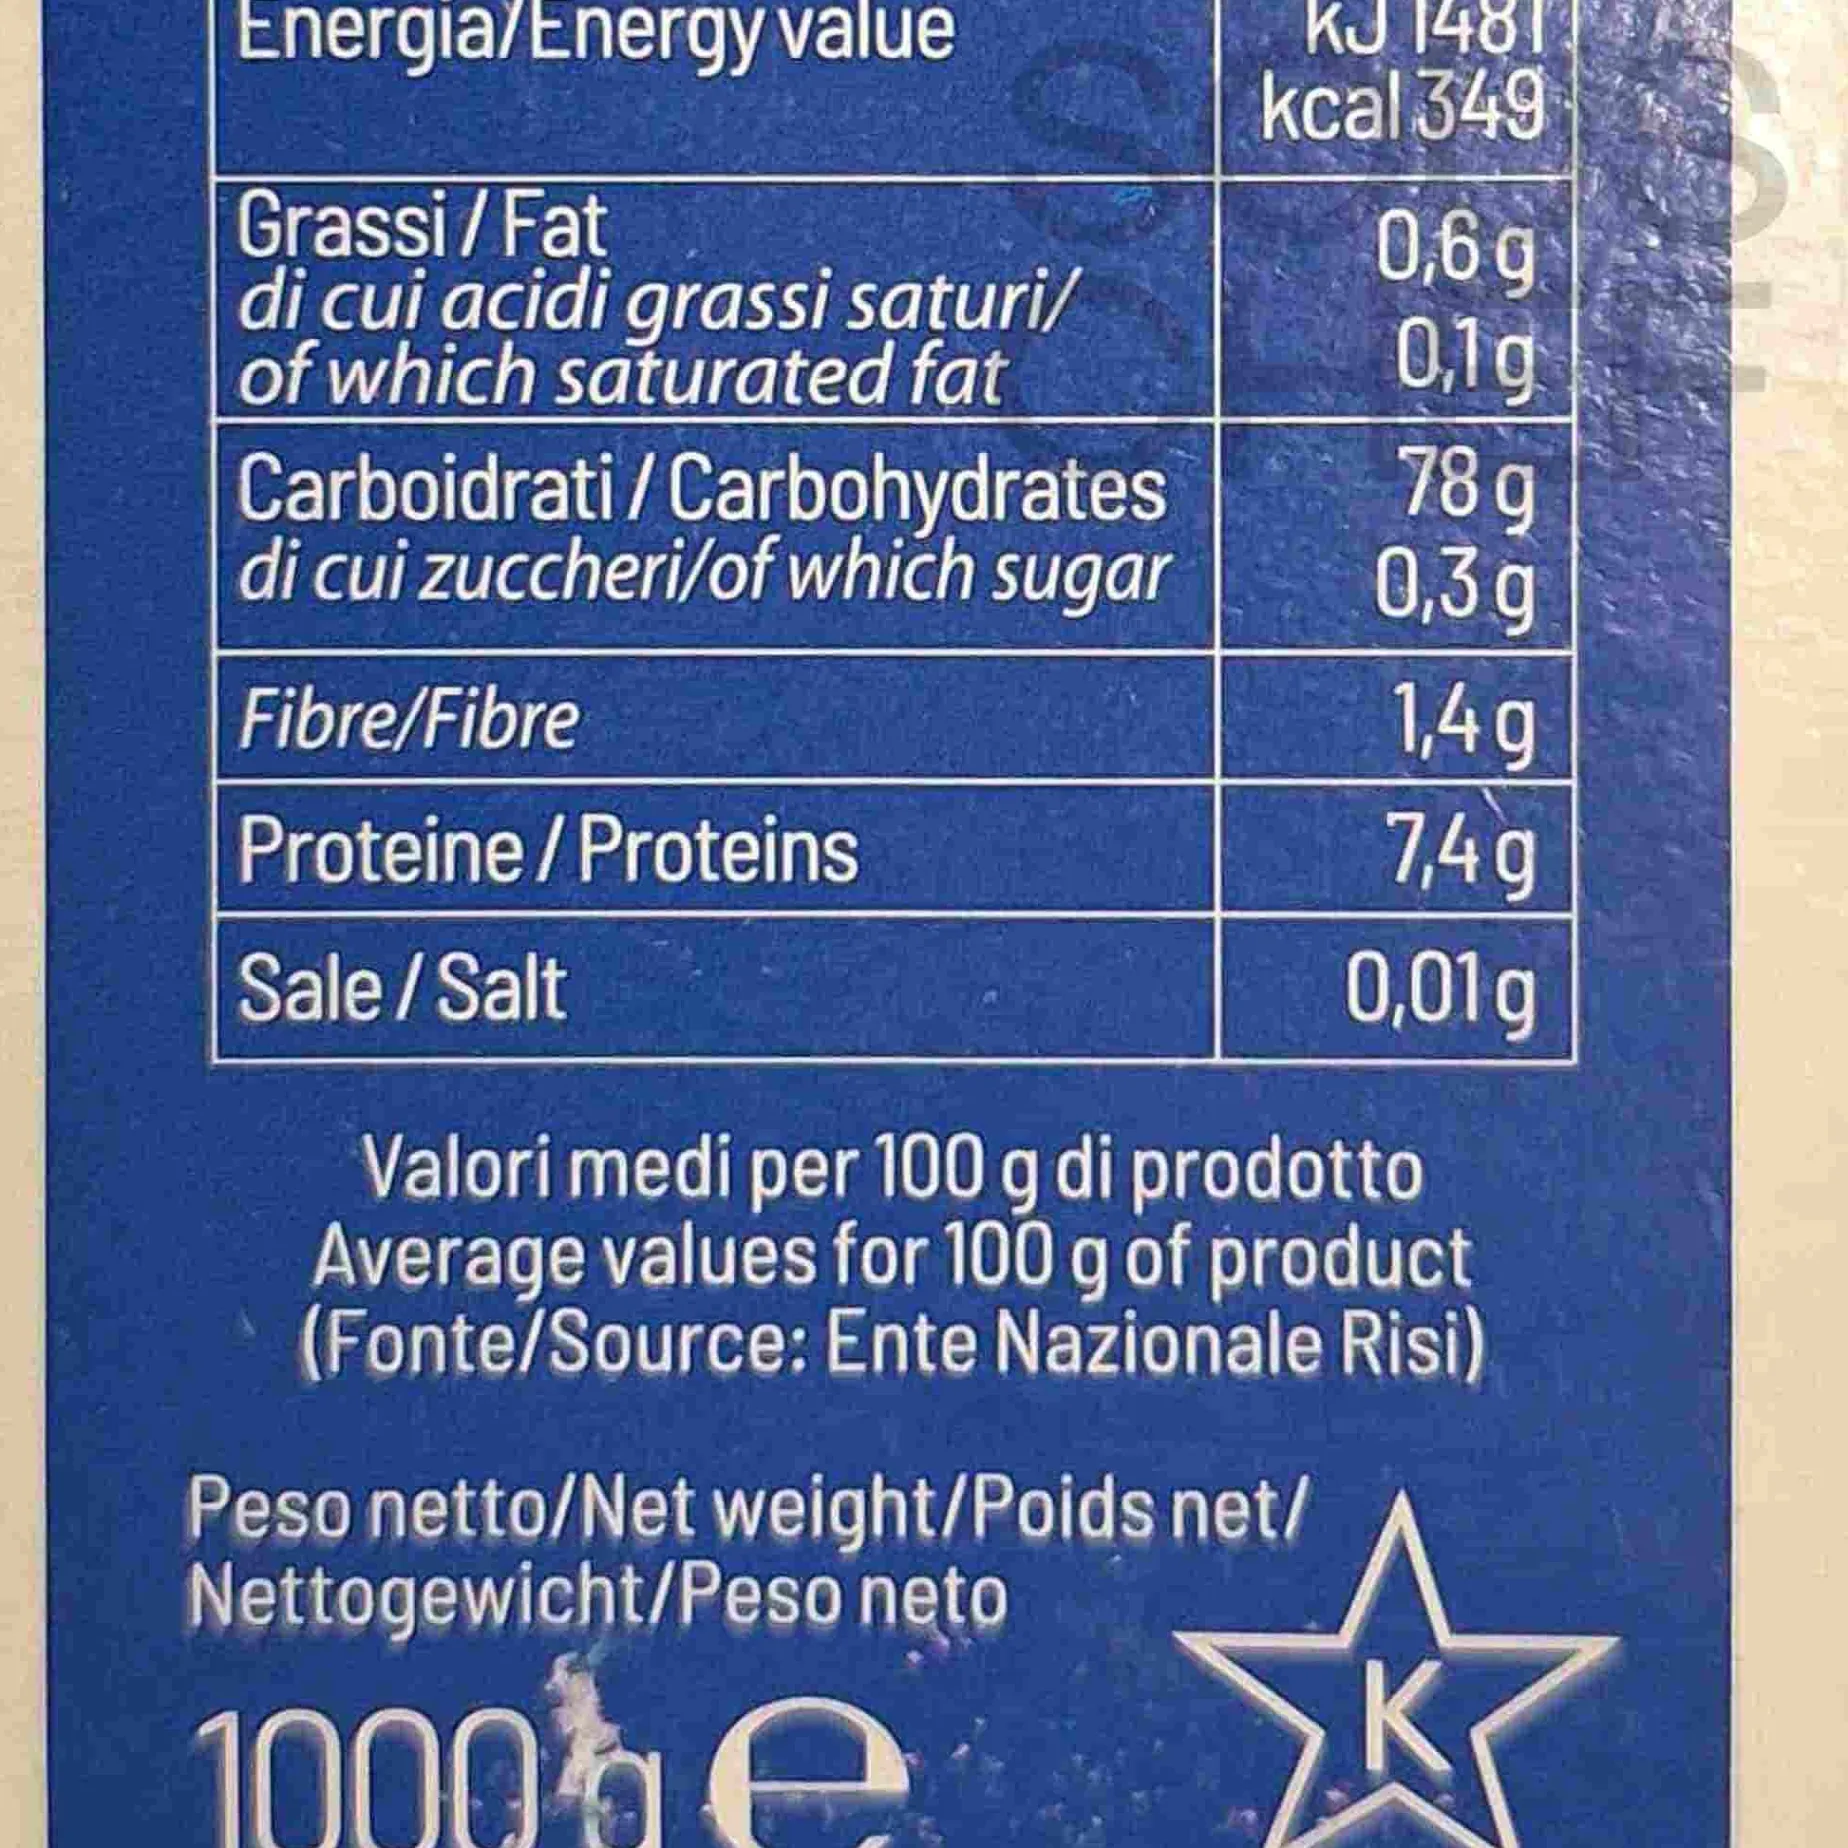 Energia/Energy value
kJ 1481
kcal 349
Grassi / Fat
0,6 g
di cui acidi grassi saturi/
of which saturated fat
0,1 g
Carboidrati / Carbohydrates
78 g
di cui zuccheri/of which sugar
0,3 g
Fibre/Fibre
1,4 g
Proteine / Proteins
7,4 g
Sale / Salt
0,01 g
Valori medi per 100 g di prodotto
Average values for 100 g of product
(Fonte/Source: Ente Nazionale Risi)
Peso netto/Net weight/Poids net/
Nettogewicht/Peso neto
1000 g e
K